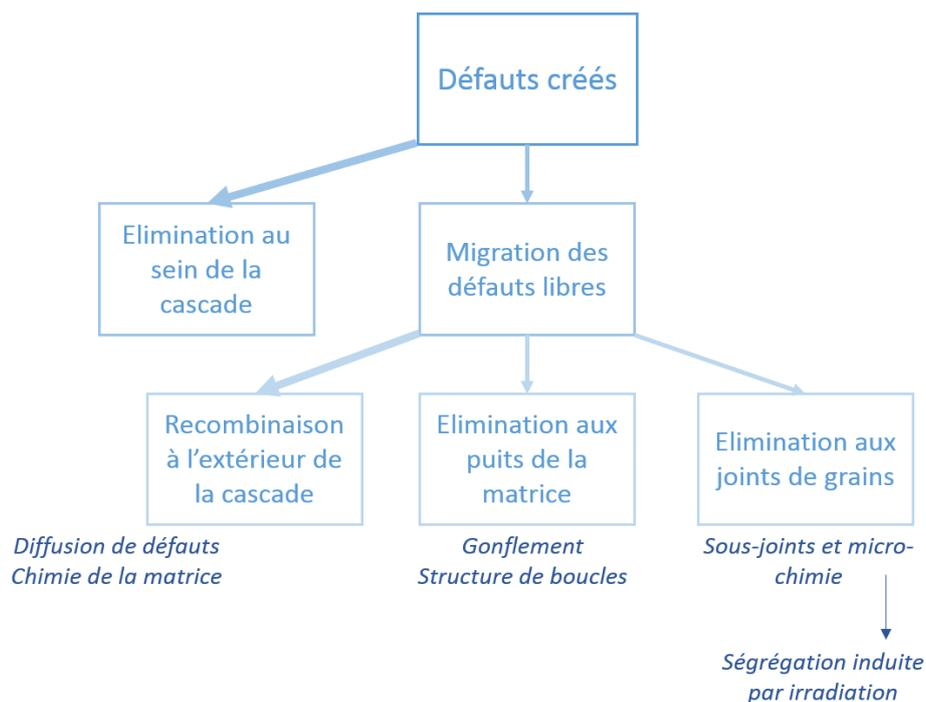 Défauts créés
Elimination au
sein de la
cascade
Migration des
défauts libres
Recombinaison
à l'extérieur de
la cascade
Elimination aux
puits de la
matrice
Elimination aux
joints de grains
Diffusion de défauts
Chimie de la matrice
Gonflement
Structure de boucles
Sous-joints et micro-
chimie
Ségrégation induite
par irradiation